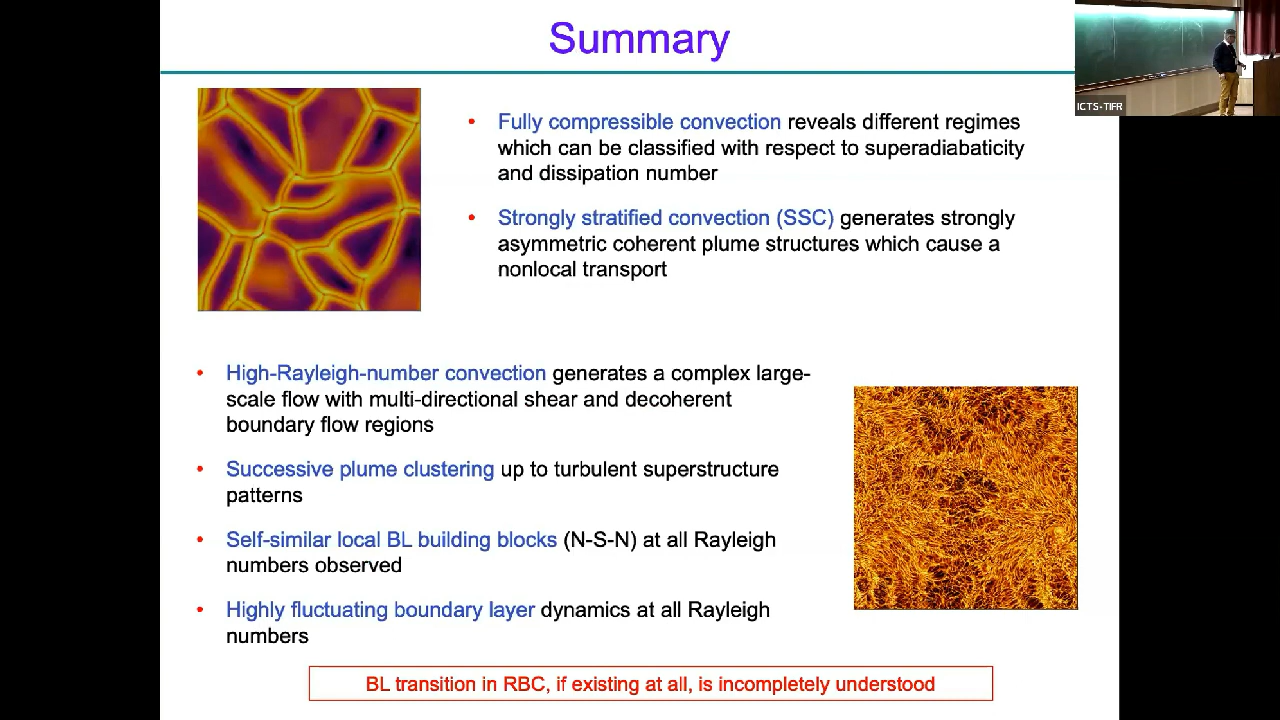 Summary
ICTS-TIFR
• Fully compressible convection reveals different regimes
which can be classified with respect to superadiabaticity
and dissipation number
• Strongly stratified convection (SSC) generates strongly
asymmetric coherent plume structures which cause a
nonlocal transport
• High-Rayleigh-number convection generates a complex large-
scale flow with multi-directional shear and decoherent
boundary flow regions
• Successive plume clustering up to turbulent superstructure
patterns
• Self-similar local BL building blocks (N-S-N) at all Rayleigh
numbers observed
• Highly fluctuating boundary layer dynamics at all Rayleigh
numbers
BL transition in RBC, if existing at all, is incompletely understood